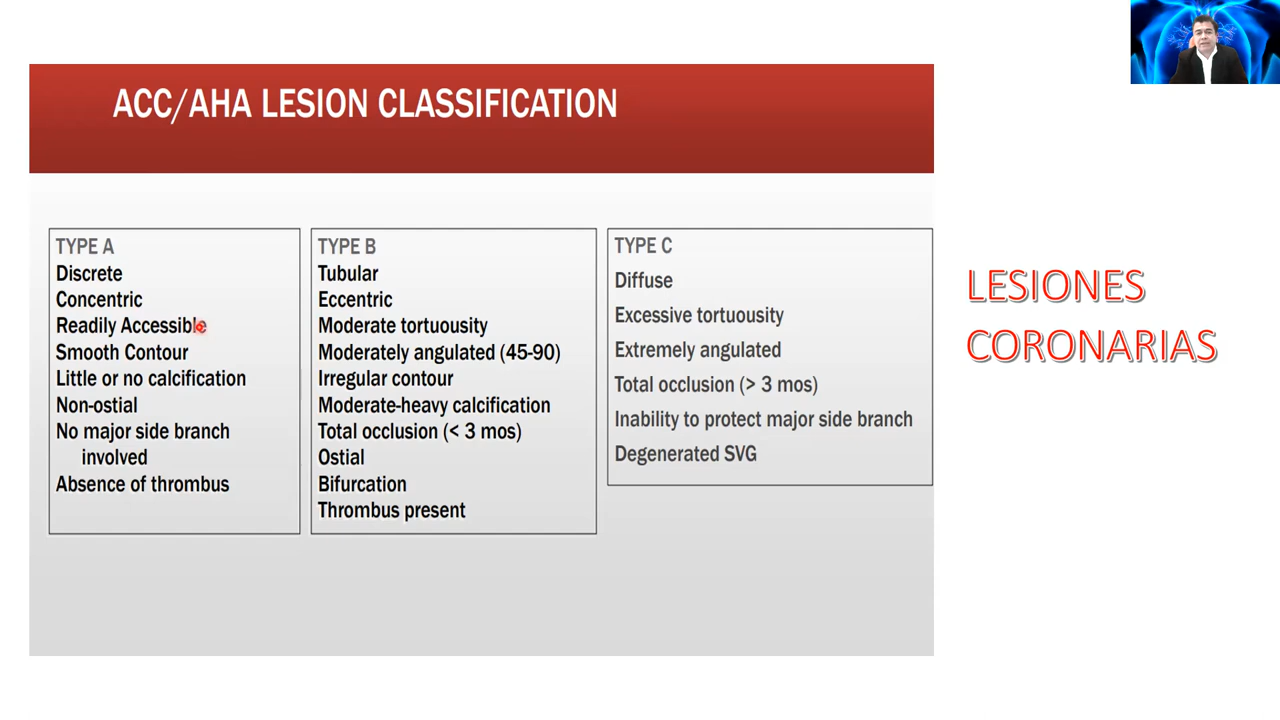 ACC/AHA LESION CLASSIFICATION
TYPE A
Discrete
Concentric
Readily Accessible
Smooth Contour
Little or no calcification
Non-ostial
No major side branch
involved
Absence of thrombus
TYPE B
Tubular
Eccentric
Moderate tortuousity
Moderately angulated (45-90)
Irregular contour
Moderate-heavy calcification
Total occlusion (< 3 mos)
Ostial
Bifurcation
Thrombus present
TYPE C
Diffuse
Excessive tortuousity
Extremely angulated
Total occlusion (> 3 mos)
Inability to protect major side branch
Degenerated SVG
LESIONES
CORONARIAS